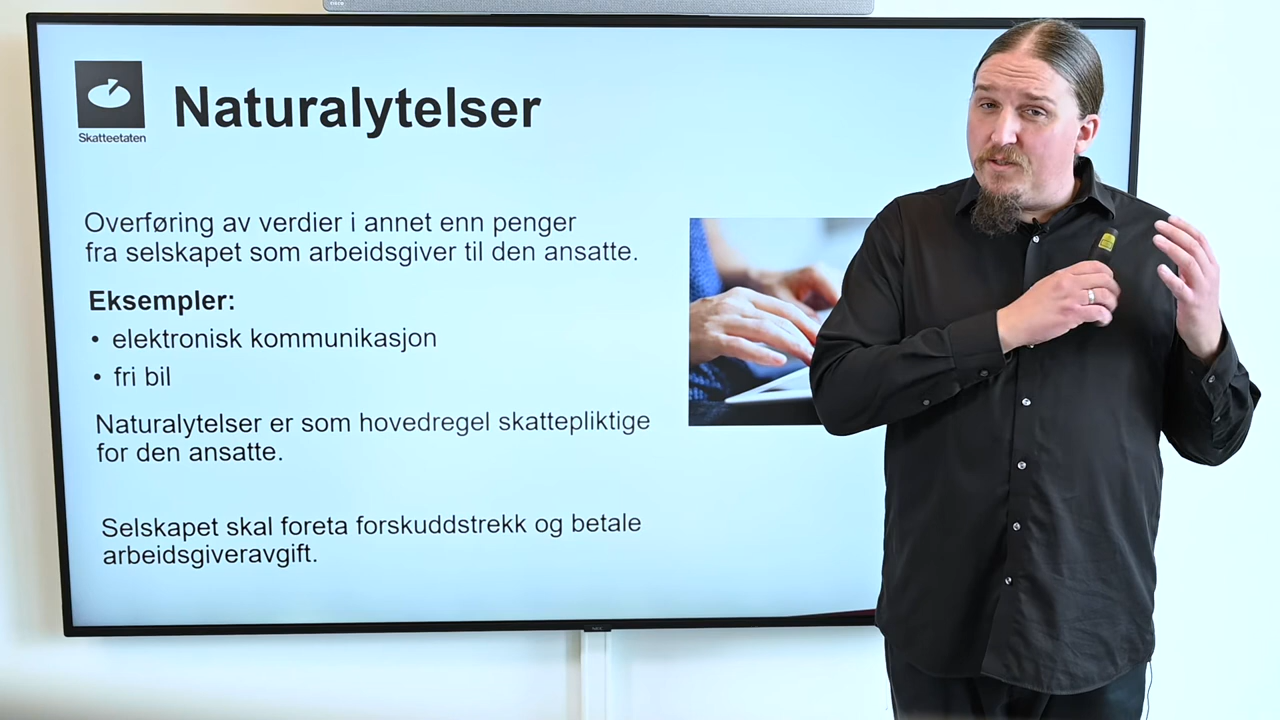 Naturalytelser
Skatteetaten
Overføring av verdier i annet enn penger
fra selskapet som arbeidsgiver til den ansatte.
Eksempler:
• elektronisk kommunikasjon
• fri bil
Naturalytelser er som hovedregel skattepliktige
for den ansatte.
Selskapet skal foreta forskuddstrekk og betale
arbeidsgiveravgift.